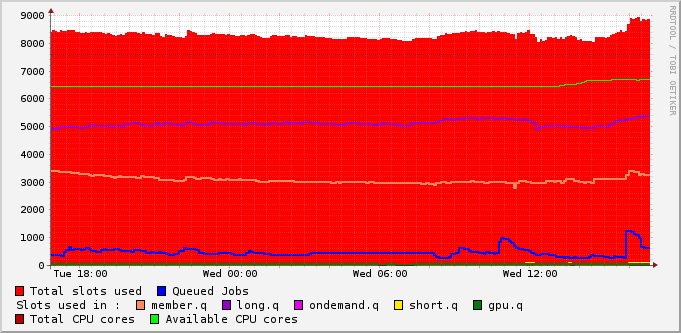 9000
8000
7000
6000
5000
4000
3000
2000
1000
0
Tue 18:00 Wed 00:00 Wed 06:00 Wed 12:00
RRDTOOL / TOBI OETIKER
Total slots used Queued Jobs
Slots used in : member.q long.q ondemand.q short.q gpu.q
Total CPU cores Available CPU cores